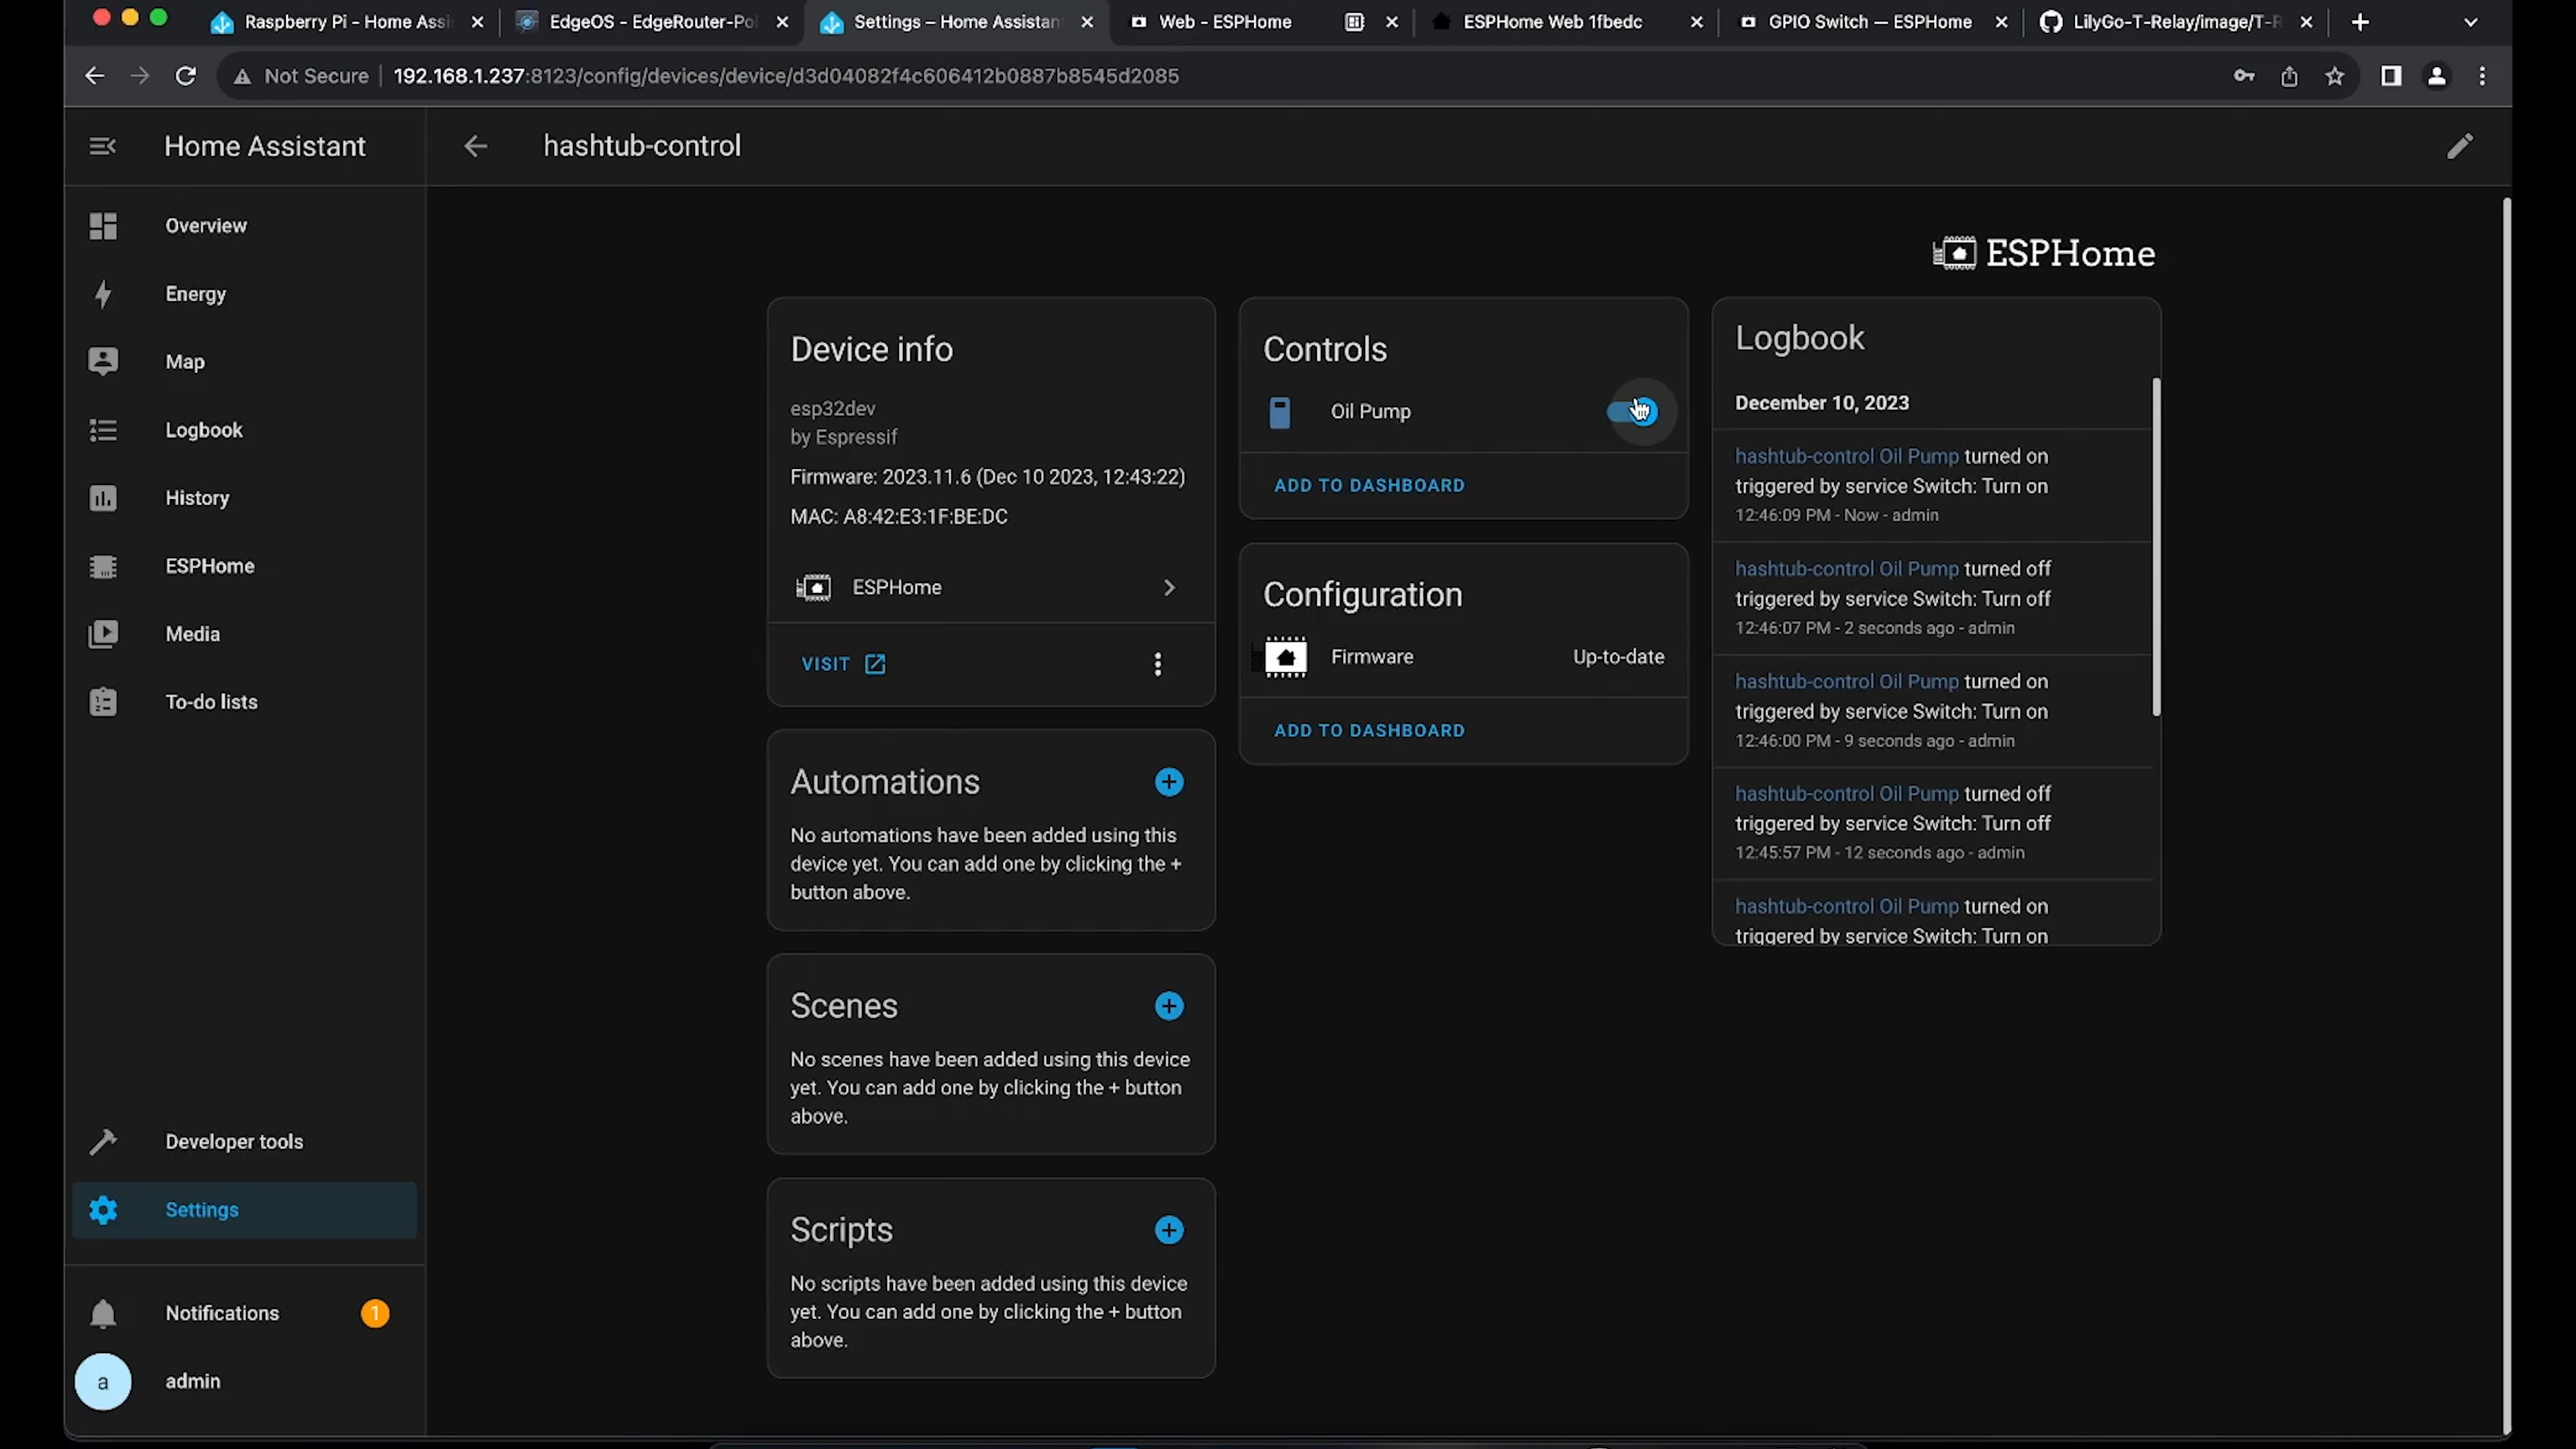 Raspberry Pi - Home Assi
EdgeOS - EdgeRouter-Po
Settings – Home Assistan
Web - ESPHome
ESPHome Web 1fbedc
GPIO Switch — ESPHome
LilyGo-T-Relay/image/T-R
Not Secure
192.168.1.237:8123/config/devices/device/d3d04082f4c606412b0887b8545d2085
Home Assistant
hashtub-control
Overview
Energy
Map
Logbook
History
ESPHome
Media
To-do lists
Developer tools
Settings
Notifications
1
a
admin
ESPHome
Device info
esp32dev
by Espressif
Firmware: 2023.11.6 (Dec 10 2023, 12:43:22)
MAC: A8:42:E3:1F:BE:DC
ESPHome
VISIT
Automations
No automations have been added using this
device yet. You can add one by clicking the +
button above.
Scenes
No scenes have been added using this device
yet. You can add one by clicking the + button
above.
Scripts
No scripts have been added using this device
yet. You can add one by clicking the + button
above.
Controls
Oil Pump
ADD TO DASHBOARD
Configuration
Firmware
Up-to-date
ADD TO DASHBOARD
Logbook
December 10, 2023
hashtub-control Oil Pump turned on
triggered by service Switch: Turn on
12:46:09 PM - Now - admin
hashtub-control Oil Pump turned off
triggered by service Switch: Turn off
12:46:07 PM - 2 seconds ago - admin
hashtub-control Oil Pump turned on
triggered by service Switch: Turn on
12:46:00 PM - 9 seconds ago - admin
hashtub-control Oil Pump turned off
triggered by service Switch: Turn off
12:45:57 PM - 12 seconds ago - admin
hashtub-control Oil Pump turned on
triggered by service Switch: Turn on